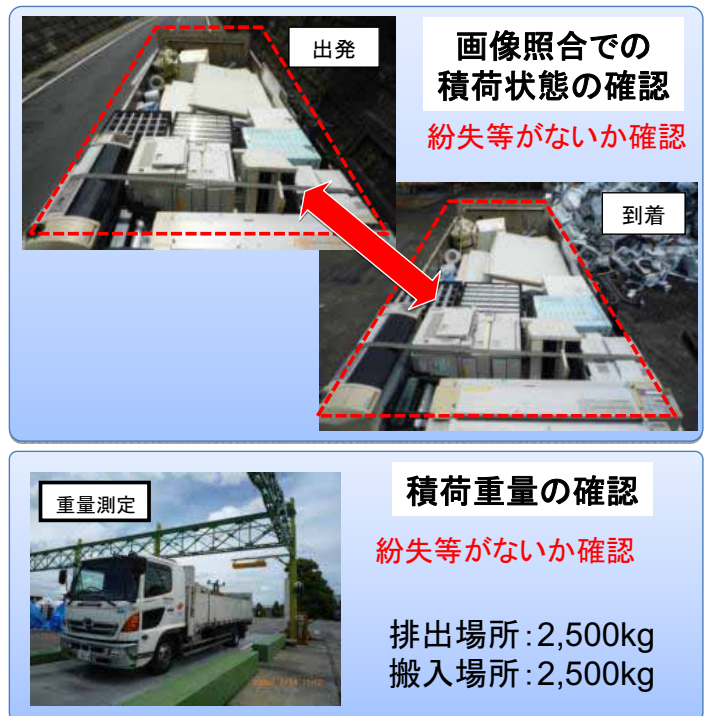 出発
画像照合での
積荷状態の確認
紛失等がないか確認
到着
重量測定
積荷重量の確認
紛失等がないか確認
排出場所:2,500kg
搬入場所:2,500kg